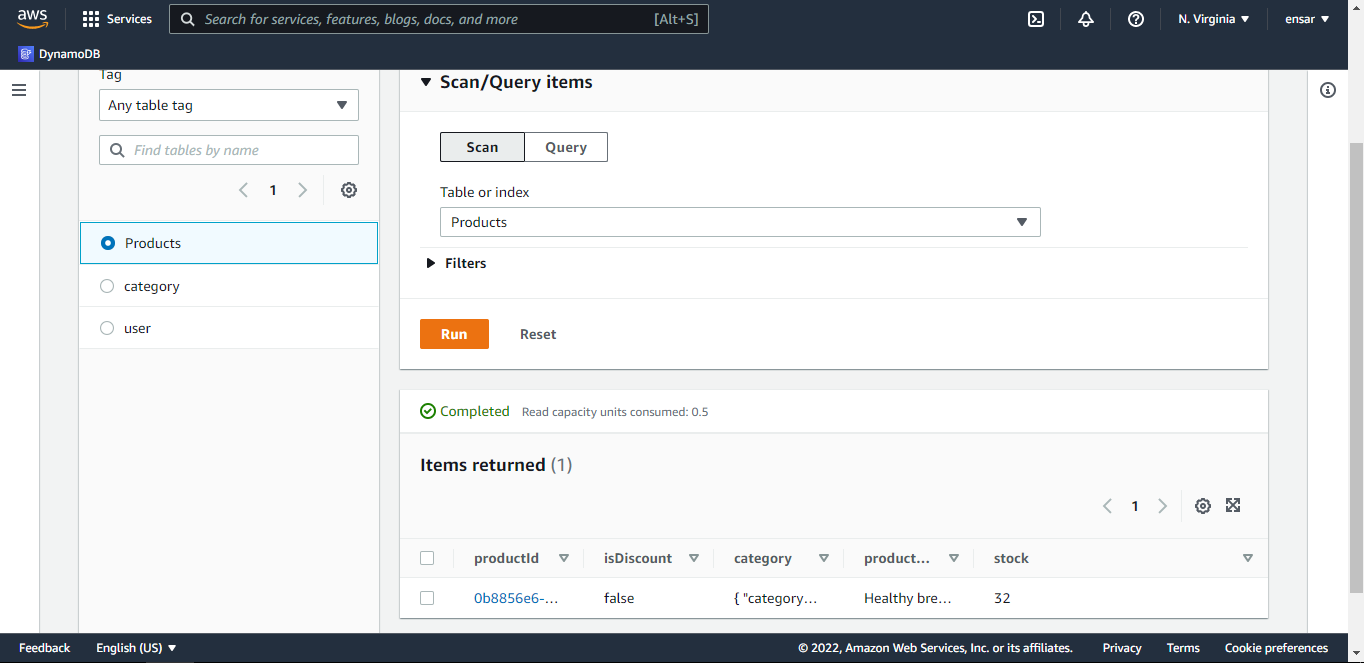 aws
Services
Search for services, features, blogs, docs, and more
[Alt+S]
N. Virginia
ensar
DynamoDB
Tag
Any table tag
Find tables by name
1
Products
category
user
Scan/Query items
Scan
Query
Table or index
Products
Filters
Run
Reset
Completed
Read capacity units consumed: 0.5
Items returned (1)
1
productId
isDiscount
category
product...
stock
0b8856e6-...
false
{ "category...
Healthy bre...
32
Feedback
English (US)
© 2022, Amazon Web Services, Inc. or its affiliates.
Privacy
Terms
Cookie preferences